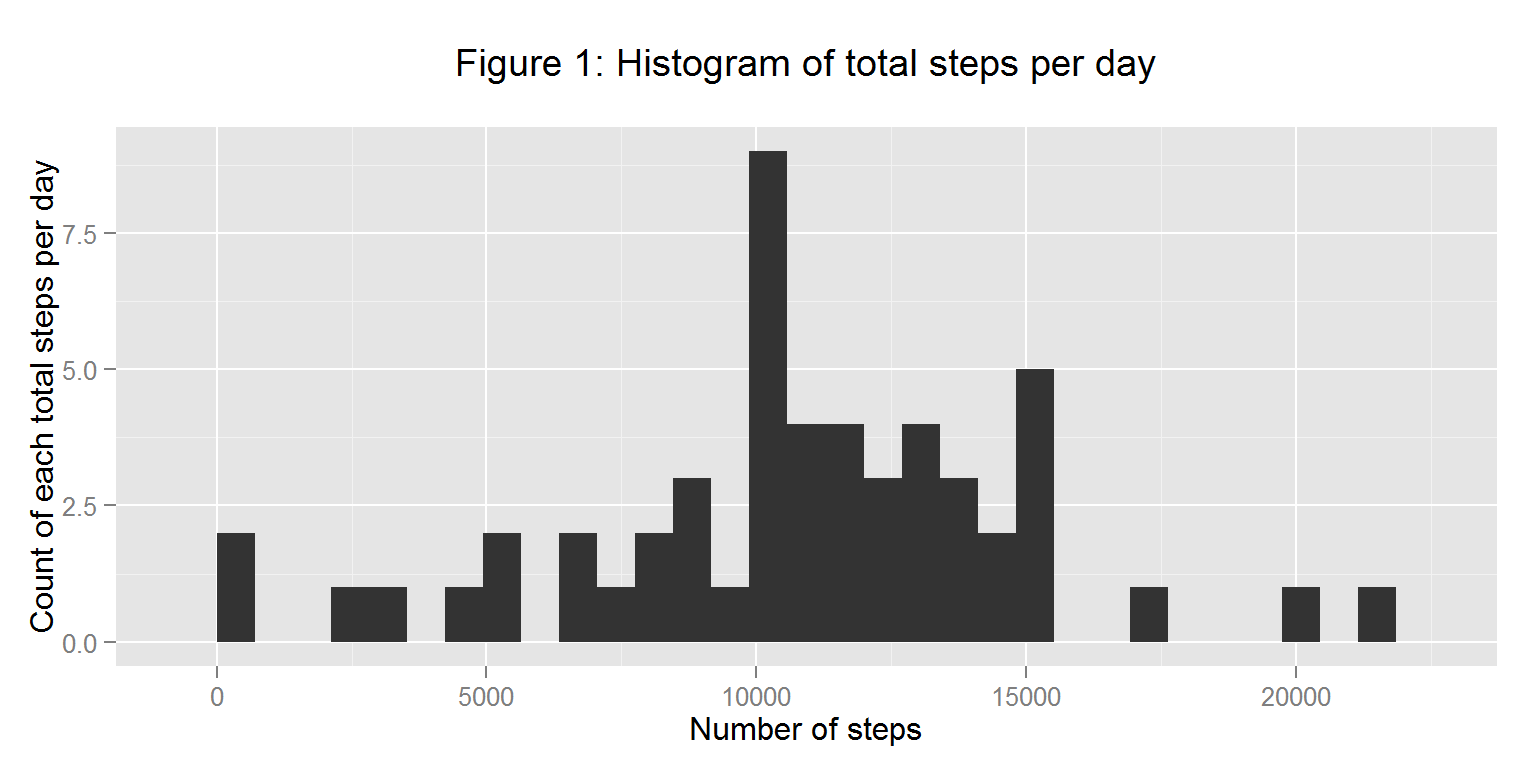 Figure 1: Histogram of total steps per day
Count of each total steps per day
7.5
5.0
2.5
0.0
0 5000 10000 15000 20000
Number of steps